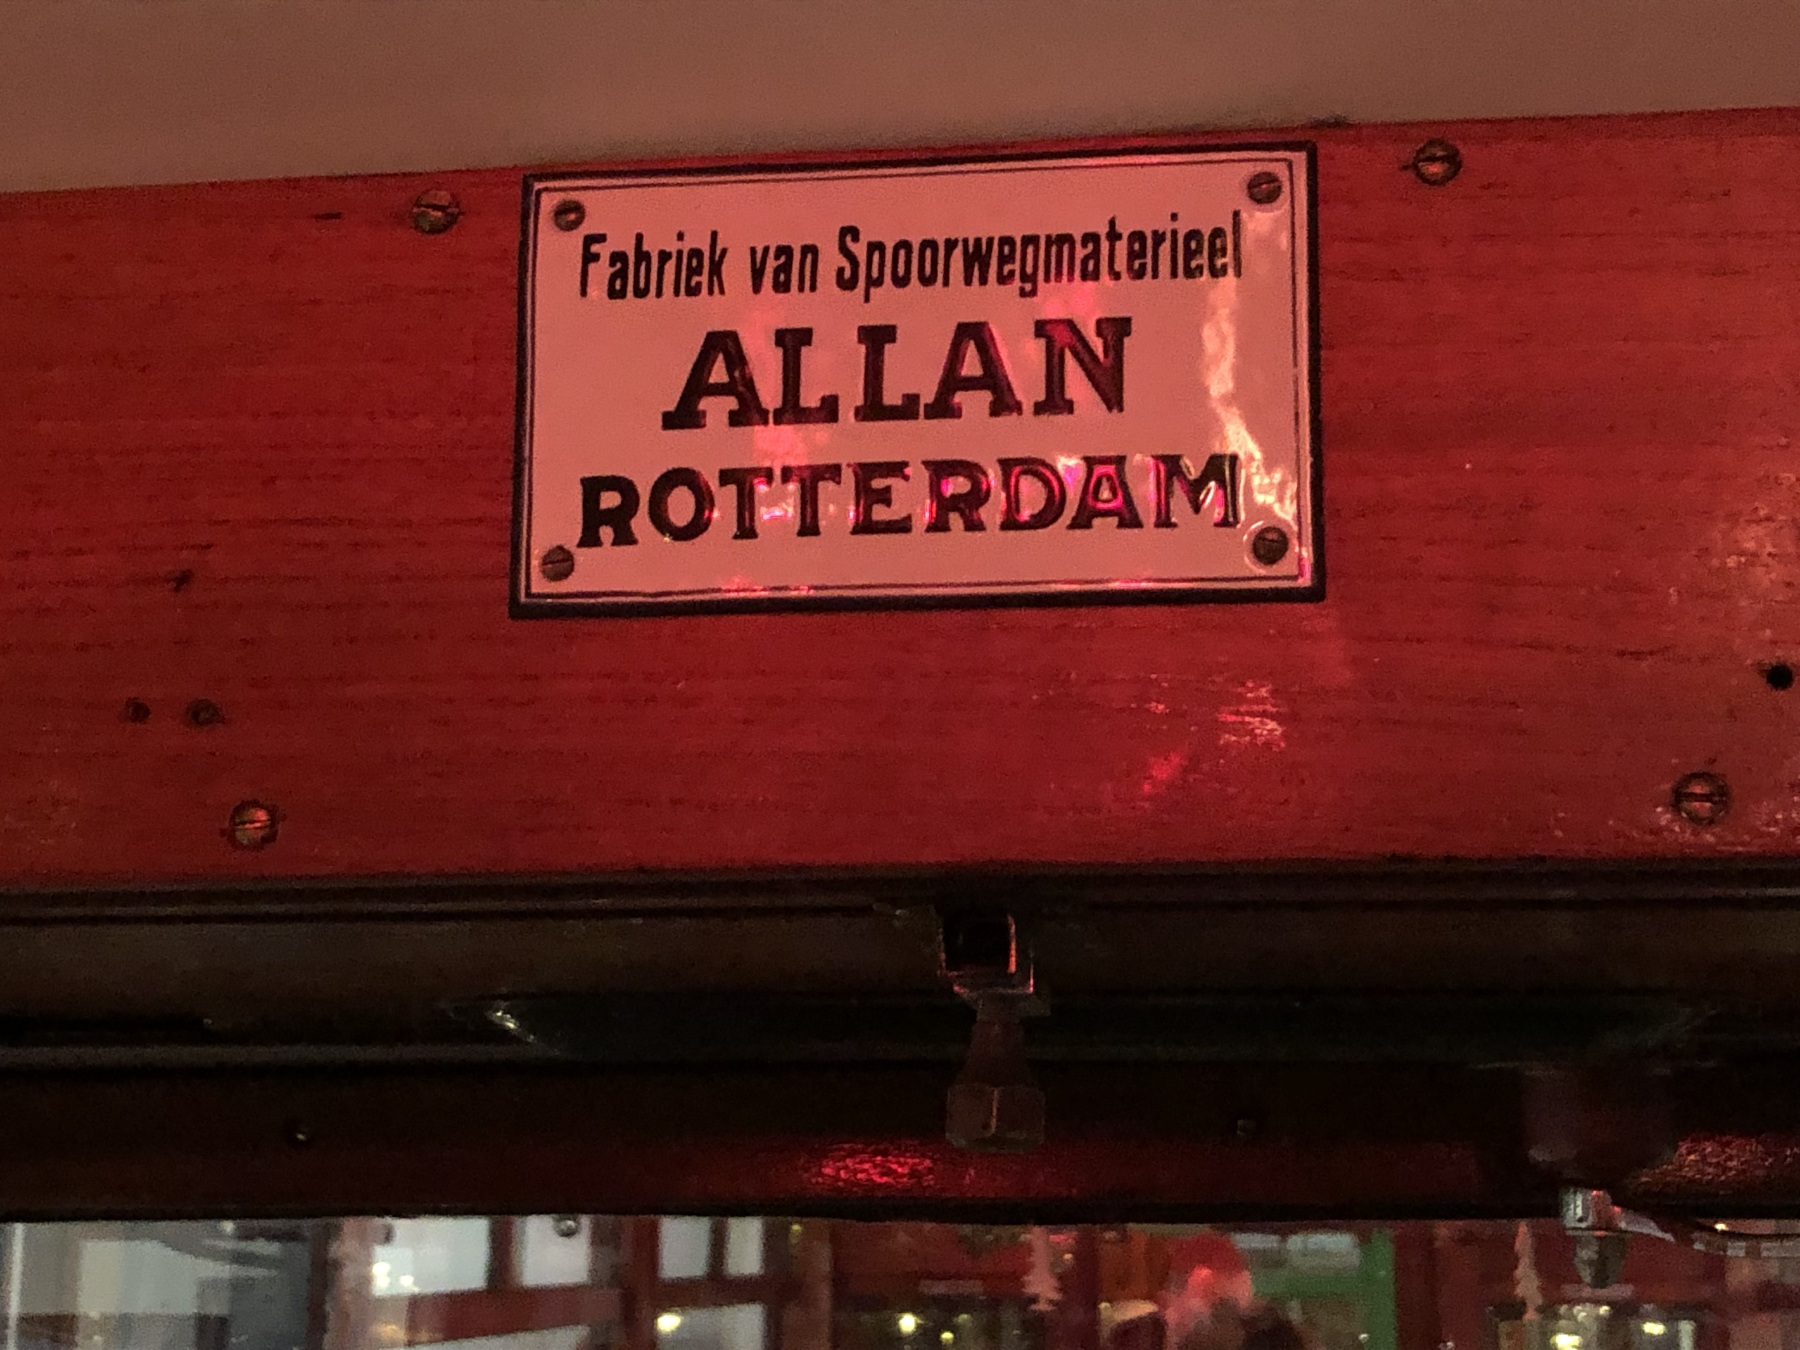 Fabriek van Spoorwegmaterieel
ALLAN
ROTTERDAM